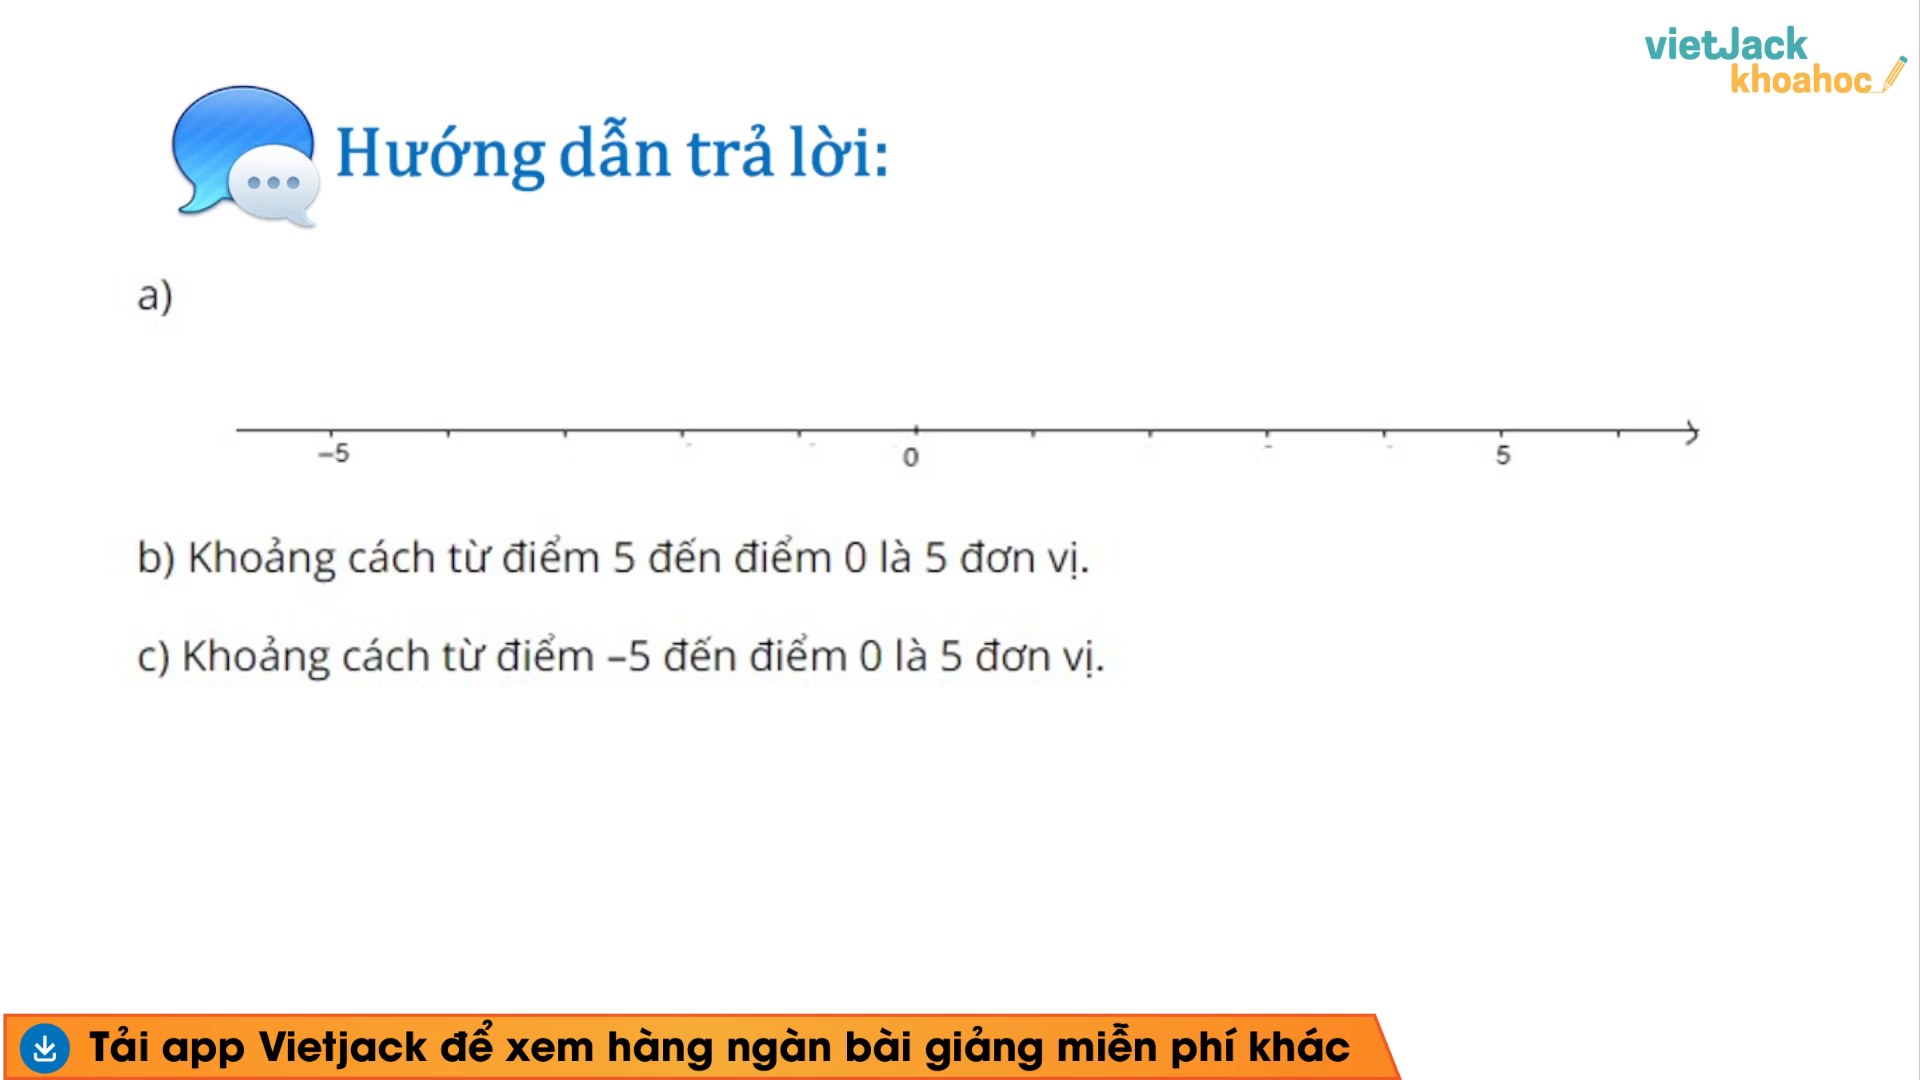 vietJack
khoahoc
Hướng dẫn trả lời:
a)
–5 0 5
b) Khoảng cách từ điểm 5 đến điểm 0 là 5 đơn vị.
c) Khoảng cách từ điểm –5 đến điểm 0 là 5 đơn vị.
Tải app Vietjack để xem hàng ngàn bài giảng miễn phí khác